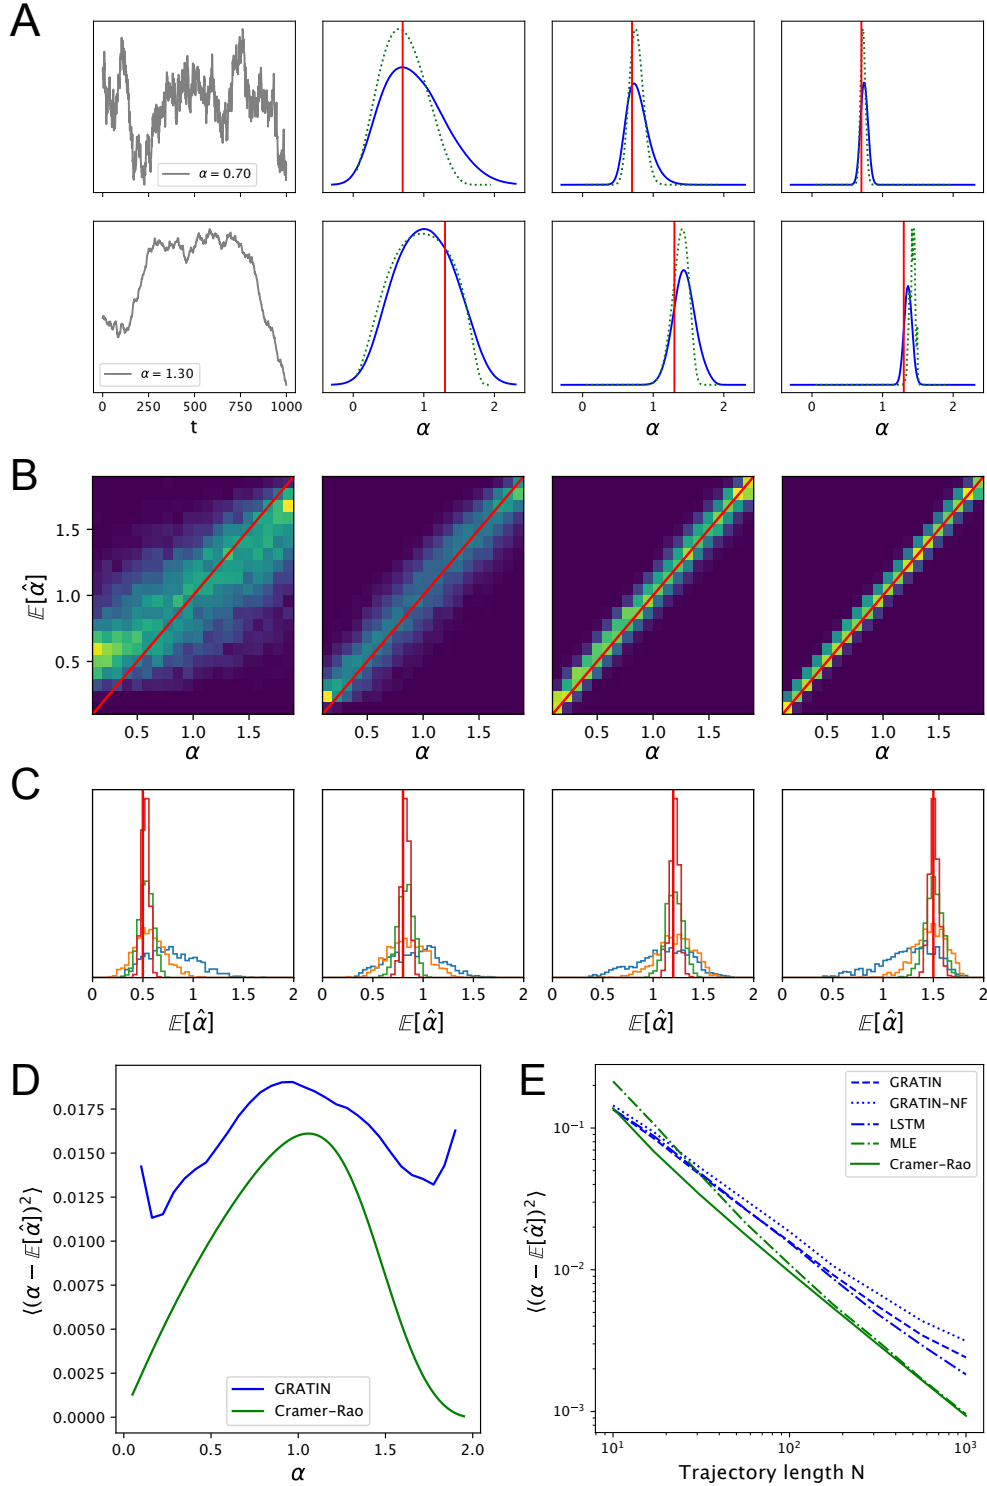 A
α = 0.70
α = 1.30
0 250 500 750 1000
t
0 1 2
α
0 1 2
α
0 1 2
α
B
1.5
1.0
0.5
𝔼[α̂]
0.5 1.0 1.5
α
0.5 1.0 1.5
α
0.5 1.0 1.5
α
0.5 1.0 1.5
α
C
0 0.5 1 1.5 2
𝔼[α̂]
0 0.5 1 1.5 2
𝔼[α̂]
0 0.5 1 1.5 2
𝔼[α̂]
0 0.5 1 1.5 2
𝔼[α̂]
D
0.0175
0.0150
0.0125
0.0100
0.0075
0.0050
0.0025
0.0000
⟨(α − 𝔼[α̂])²⟩
GRATIN
Cramer-Rao
0.0 0.5 1.0 1.5 2.0
α
E
10⁻¹
10⁻²
10⁻³
⟨(α − 𝔼[α̂])²⟩
GRATIN
GRATIN-NF
LSTM
MLE
Cramer-Rao
10¹ 10² 10³
Trajectory length N